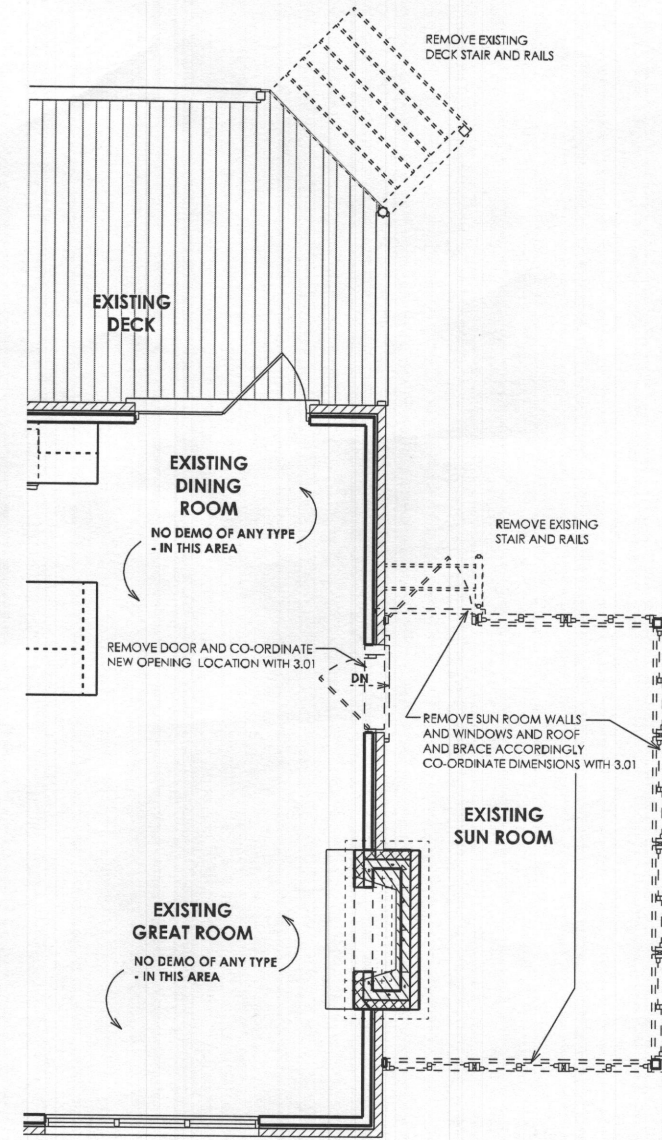 REMOVE EXISTING
DECK STAIR AND RAILS
EXISTING
DECK
EXISTING
DINING
ROOM
NO DEMO OF ANY TYPE
- IN THIS AREA
REMOVE EXISTING
STAIR AND RAILS
REMOVE DOOR AND CO-ORDINATE
NEW OPENING LOCATION WITH 3.01
DN
REMOVE SUN ROOM WALLS
AND WINDOWS AND ROOF
AND BRACE ACCORDINGLY
CO-ORDINATE DIMENSIONS WITH 3.01
EXISTING
SUN ROOM
EXISTING
GREAT ROOM
NO DEMO OF ANY TYPE
- IN THIS AREA